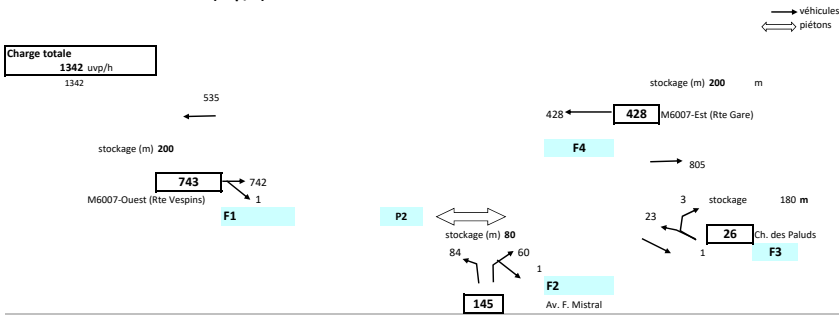 véhicules
piétons
Charge totale
1342 uvp/h
1342
stockage (m) 200 m
535
428 428 M6007-Est (Rte Gare)
F4
stockage (m) 200
805
743 742
3 stockage 180 m
M6007-Ouest (Rte Vespins) 1
F1 P2
23
26 Ch. des Paluds
stockage (m) 80
84 60 1 F3
1
F2
145 Av. F. Mistral